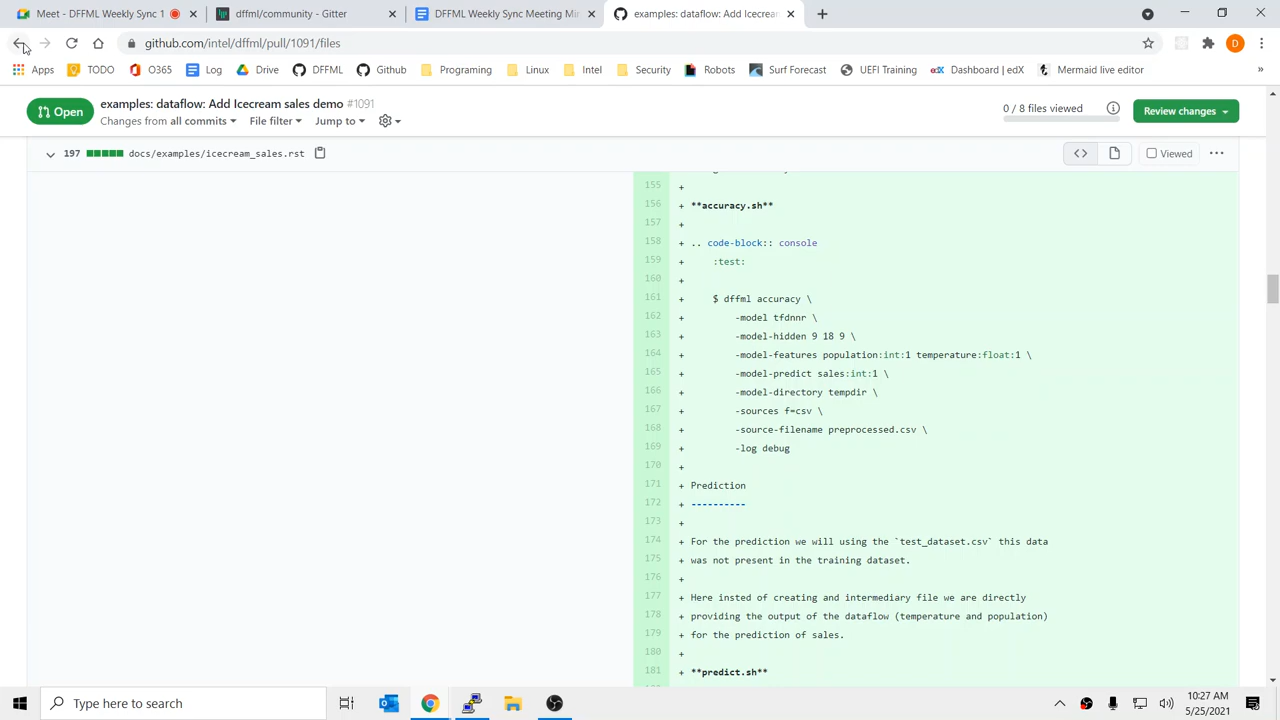 Meet - DFFML Weekly S
dffml/community - Gitter
DFFML Weekly Sync Meeting Mi
examples: dataflow: Add Icecream
github.com/intel/dffml/pull/1091/files
D
Apps
TODO
O365
Log
Drive
DFFML
Github
Programing
Linux
Intel
Security
Robots
Surf Forecast
UEFI Training
Dashboard | edX
Mermaid live editor
»
Open
examples: dataflow: Add Icecream sales demo #1091
Changes from all commits
File filter
Jump to
0 / 8 files viewed
Review changes
197
docs/examples/icecream_sales.rst
Viewed
155 +
156 + **accuracy.sh**
157 +
158 + .. code-block:: console
159 + :test:
160 +
161 + $ dffml accuracy \
162 + -model tfdnnr \
163 + -model-hidden 9 18 9 \
164 + -model-features population:int:1 temperature:float:1 \
165 + -model-predict sales:int:1 \
166 + -model-directory tempdir \
167 + -sources f=csv \
168 + -source-filename preprocessed.csv \
169 + -log debug
170 +
171 + Prediction
172 + ----------
173 +
174 + For the prediction we will using the `test_dataset.csv` this data
175 + was not present in the training dataset.
176 +
177 + Here insted of creating and intermediary file we are directly
178 + providing the output of the dataflow (temperature and population)
179 + for the prediction of sales.
180 +
181 + **predict.sh**
Type here to search
10:27 AM
5/25/2021